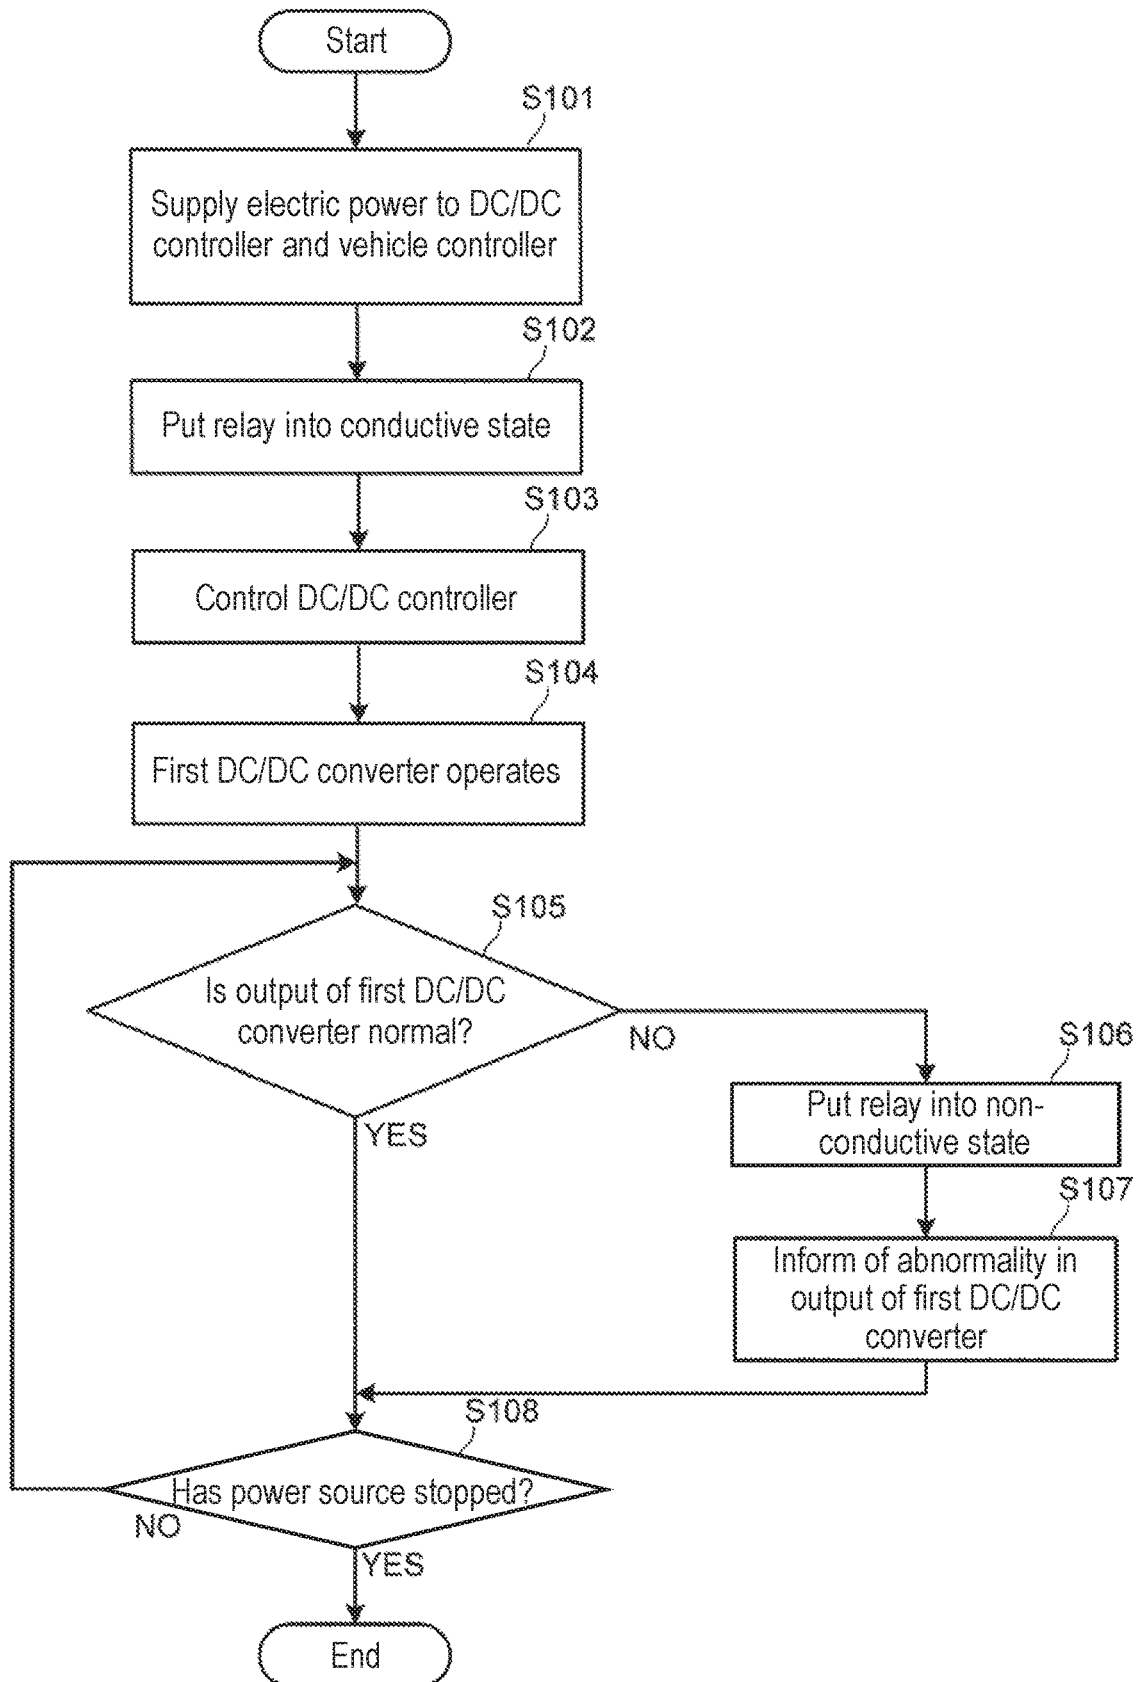 Start
S101
Supply electric power to DC/DC
controller and vehicle controller
S102
Put relay into conductive state
S103
Control DC/DC controller
S104
First DC/DC converter operates
S105
Is output of first DC/DC
converter normal?
NO
YES
S106
Put relay into non-
conductive state
S107
Inform of abnormality in
output of first DC/DC
converter
S108
Has power source stopped?
NO
YES
End